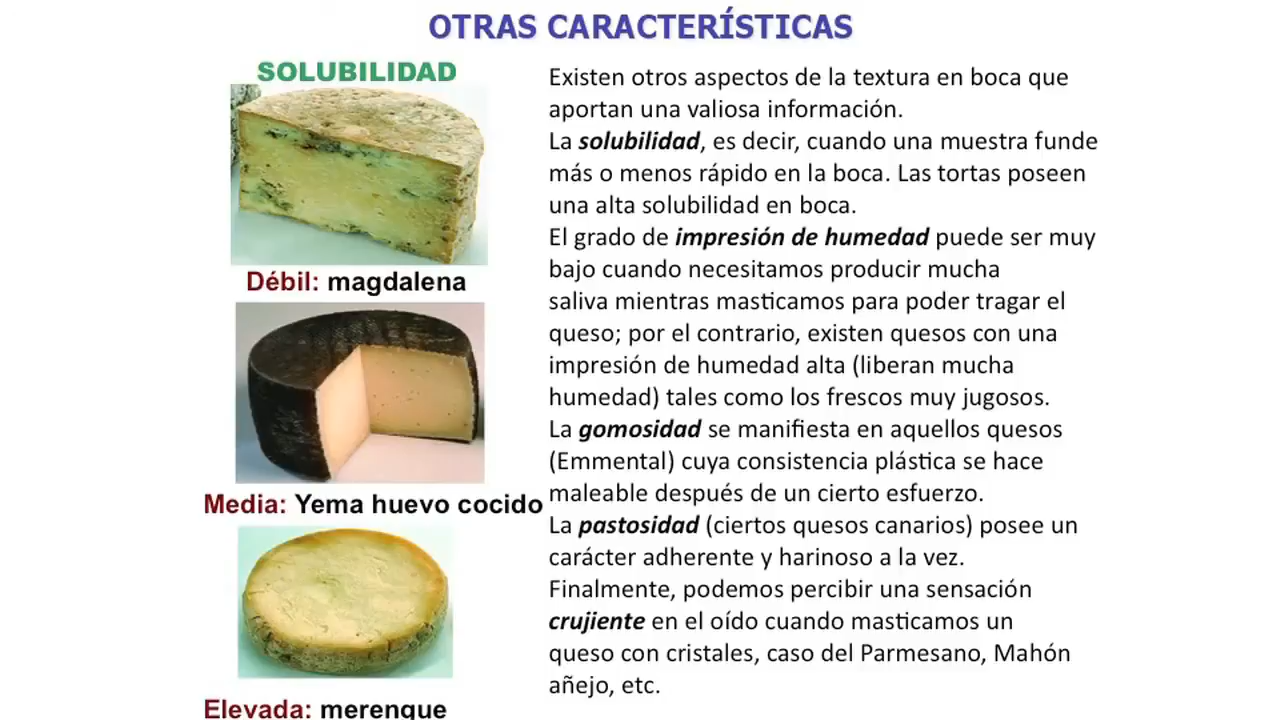 OTRAS CARACTERÍSTICAS
SOLUBILIDAD
Débil: magdalena
Media: Yema huevo cocido
Elevada: merengue
Existen otros aspectos de la textura en boca que
aportan una valiosa información.
La solubilidad, es decir, cuando una muestra funde
más o menos rápido en la boca. Las tortas poseen
una alta solubilidad en boca.
El grado de impresión de humedad puede ser muy
bajo cuando necesitamos producir mucha
saliva mientras masticamos para poder tragar el
queso; por el contrario, existen quesos con una
impresión de humedad alta (liberan mucha
humedad) tales como los frescos muy jugosos.
La gomosidad se manifiesta en aquellos quesos
(Emmental) cuya consistencia plástica se hace
maleable después de un cierto esfuerzo.
La pastosidad (ciertos quesos canarios) posee un
carácter adherente y harinoso a la vez.
Finalmente, podemos percibir una sensación
crujiente en el oído cuando masticamos un
queso con cristales, caso del Parmesano, Mahón
añejo, etc.